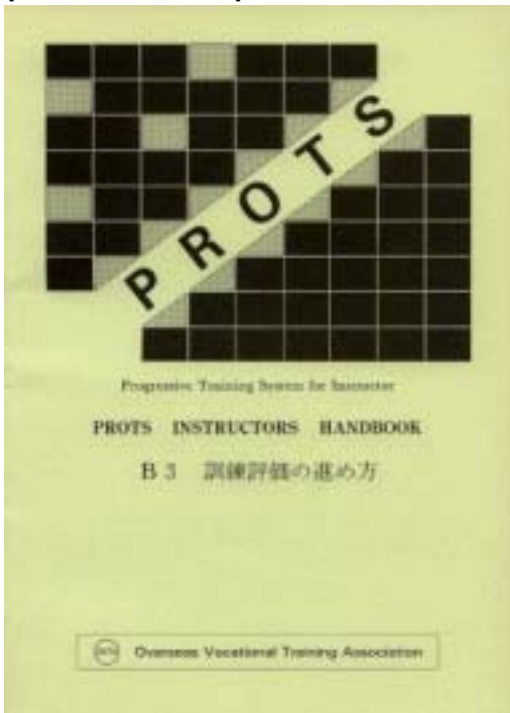 PROTS
Progressive Training System for Instructor
PROTS INSTRUCTORS HANDBOOK
B 3 訓練評価の進め方
Overseas Vocational Training Association